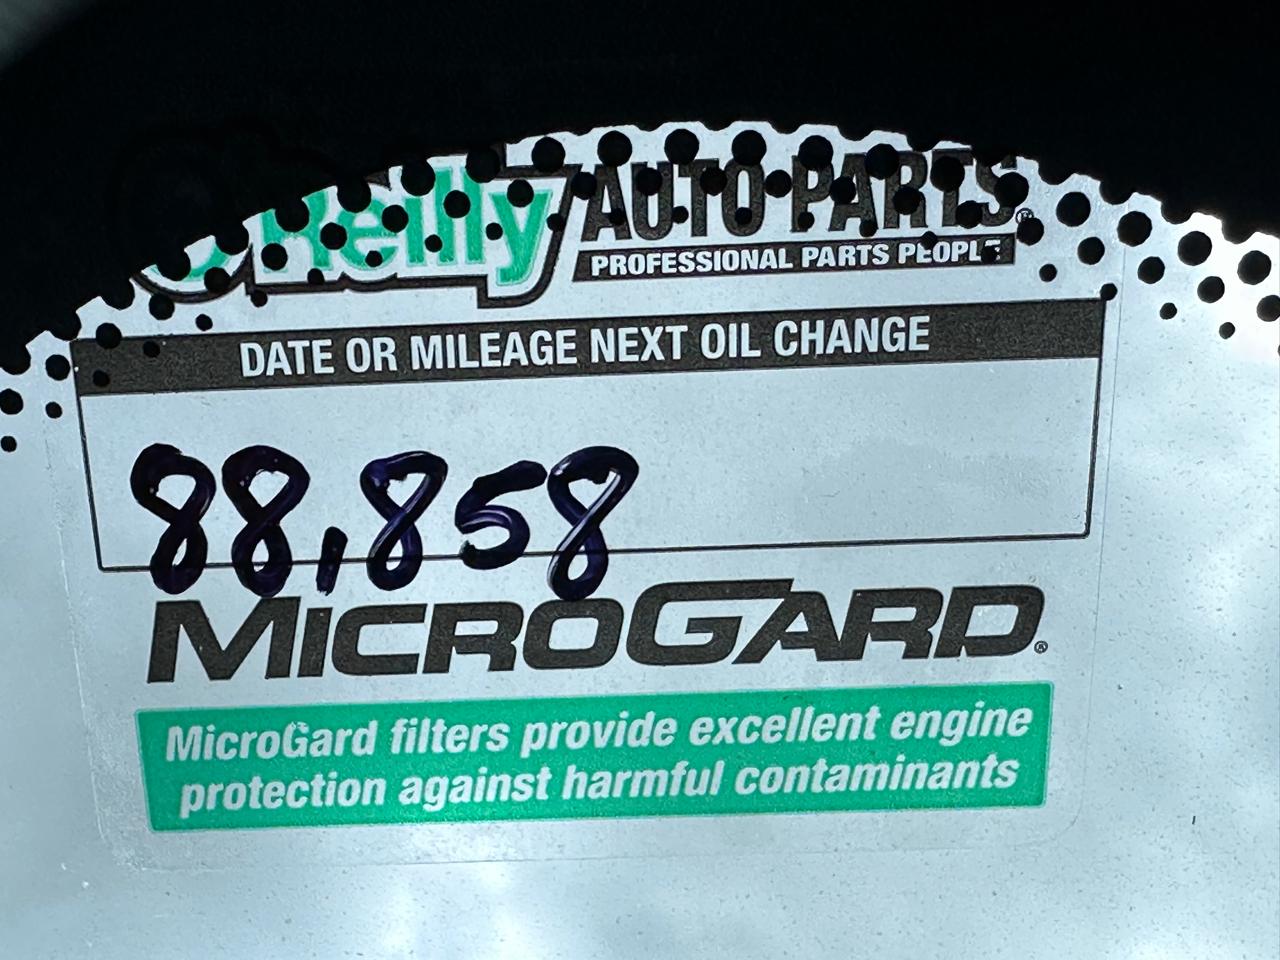 O'Reilly AUTO PARTS®
PROFESSIONAL PARTS PEOPLE
DATE OR MILEAGE NEXT OIL CHANGE
88,858
MICROGARD®
MicroGard filters provide excellent engine
protection against harmful contaminants